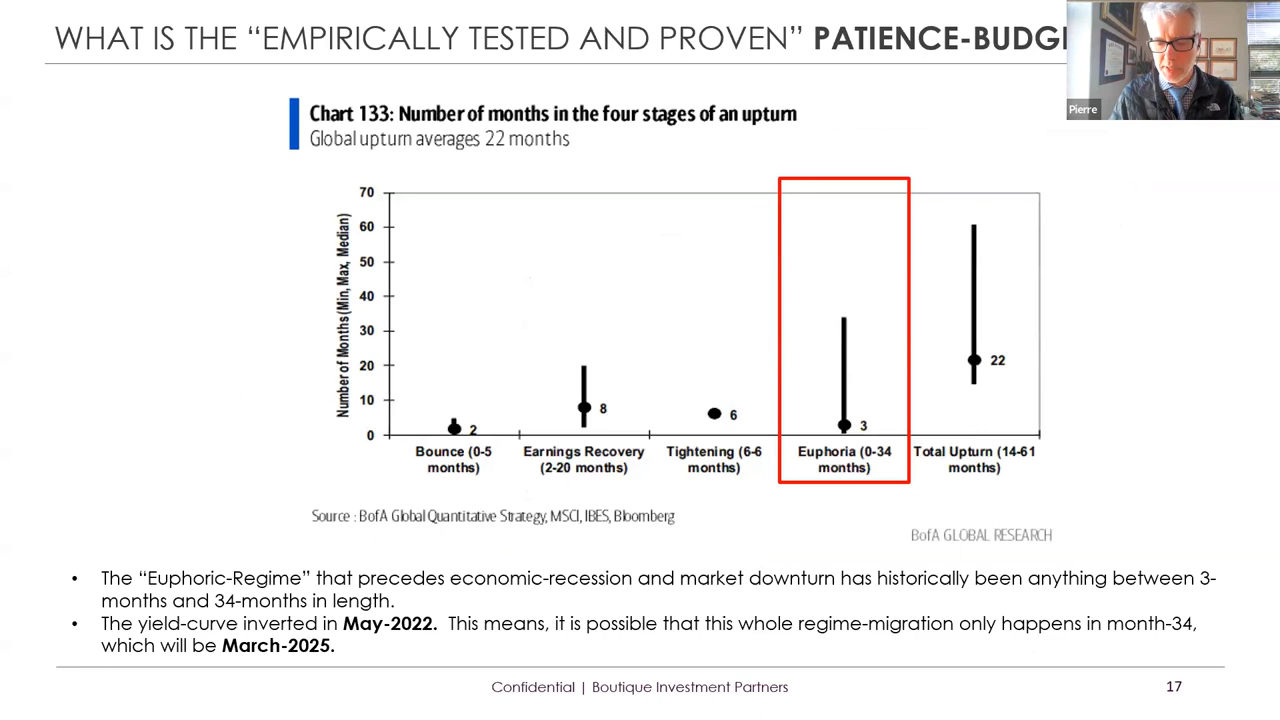 WHAT IS THE “EMPIRICALLY TESTED AND PROVEN” PATIENCE-BUDG
Pierre
Chart 133: Number of months in the four stages of an upturn
Global upturn averages 22 months
Number of Months (Min, Max, Median)
70
60
50
40
30
20
10
0
2
8
6
3
22
Bounce (0-5 months)
Earnings Recovery (2-20 months)
Tightening (6-6 months)
Euphoria (0-34 months)
Total Upturn (14-61 months)
Source : BofA Global Quantitative Strategy, MSCI, IBES, Bloomberg
BofA GLOBAL RESEARCH
• The “Euphoric-Regime” that precedes economic-recession and market downturn has historically been anything between 3-
months and 34-months in length.
• The yield-curve inverted in May-2022. This means, it is possible that this whole regime-migration only happens in month-34,
which will be March-2025.
Confidential | Boutique Investment Partners
17